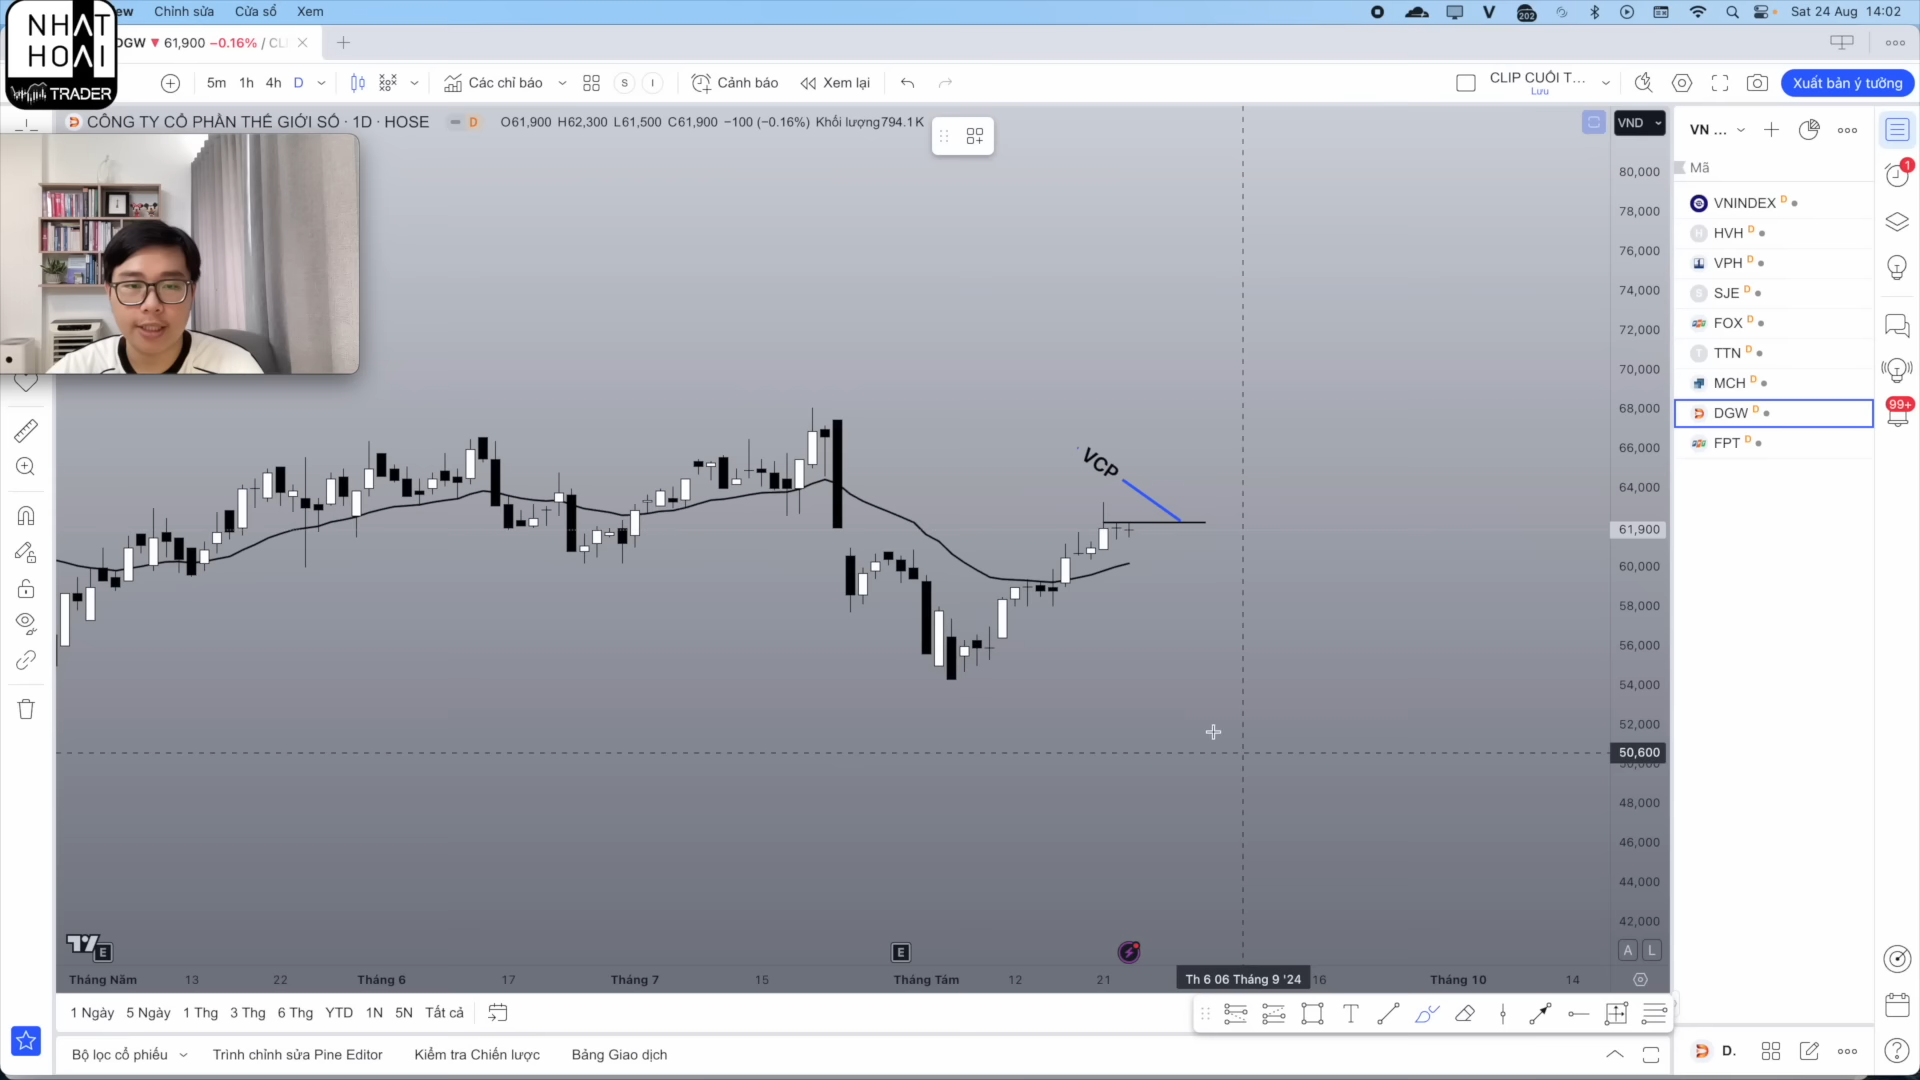 ew Chỉnh sửa Cửa sổ Xem
202
Sat 24 Aug 14:02
NHAT
HOAI
TRADER
DGW ▼ 61,900 −0.16% / CL
5m 1h 4h D
Các chỉ báo
S I
Cảnh báo
Xem lại
CLIP CUỐI T...
Lưu
Xuất bản ý tưởng
CÔNG TY CỔ PHẦN THẾ GIỚI SỐ · 1D · HOSE
D
O61,900 H62,300 L61,500 C61,900 −100 (−0.16%) Khối lượng794.1K
VND
VN ...
1
Mã
80,000
78,000
76,000
74,000
72,000
70,000
68,000
66,000
64,000
61,900
60,000
58,000
56,000
54,000
52,000
50,600
48,000
46,000
44,000
42,000
VNINDEX D
H HVH D
VPH D
S SJE D
FOX D
T TTN D
MCH D
DGW D
FPT D
99+
VCP
E
E
A L
Tháng Năm 13 22 Tháng 6 17 Tháng 7 15 Tháng Tám 12 21 Th 6 06 Tháng 9 '24 16 Tháng 10 14
1 Ngày 5 Ngày 1 Thg 3 Thg 6 Thg YTD 1N 5N Tất cả
Bộ lọc cổ phiếu Trình chỉnh sửa Pine Editor Kiểm tra Chiến lược Bảng Giao dịch
D.